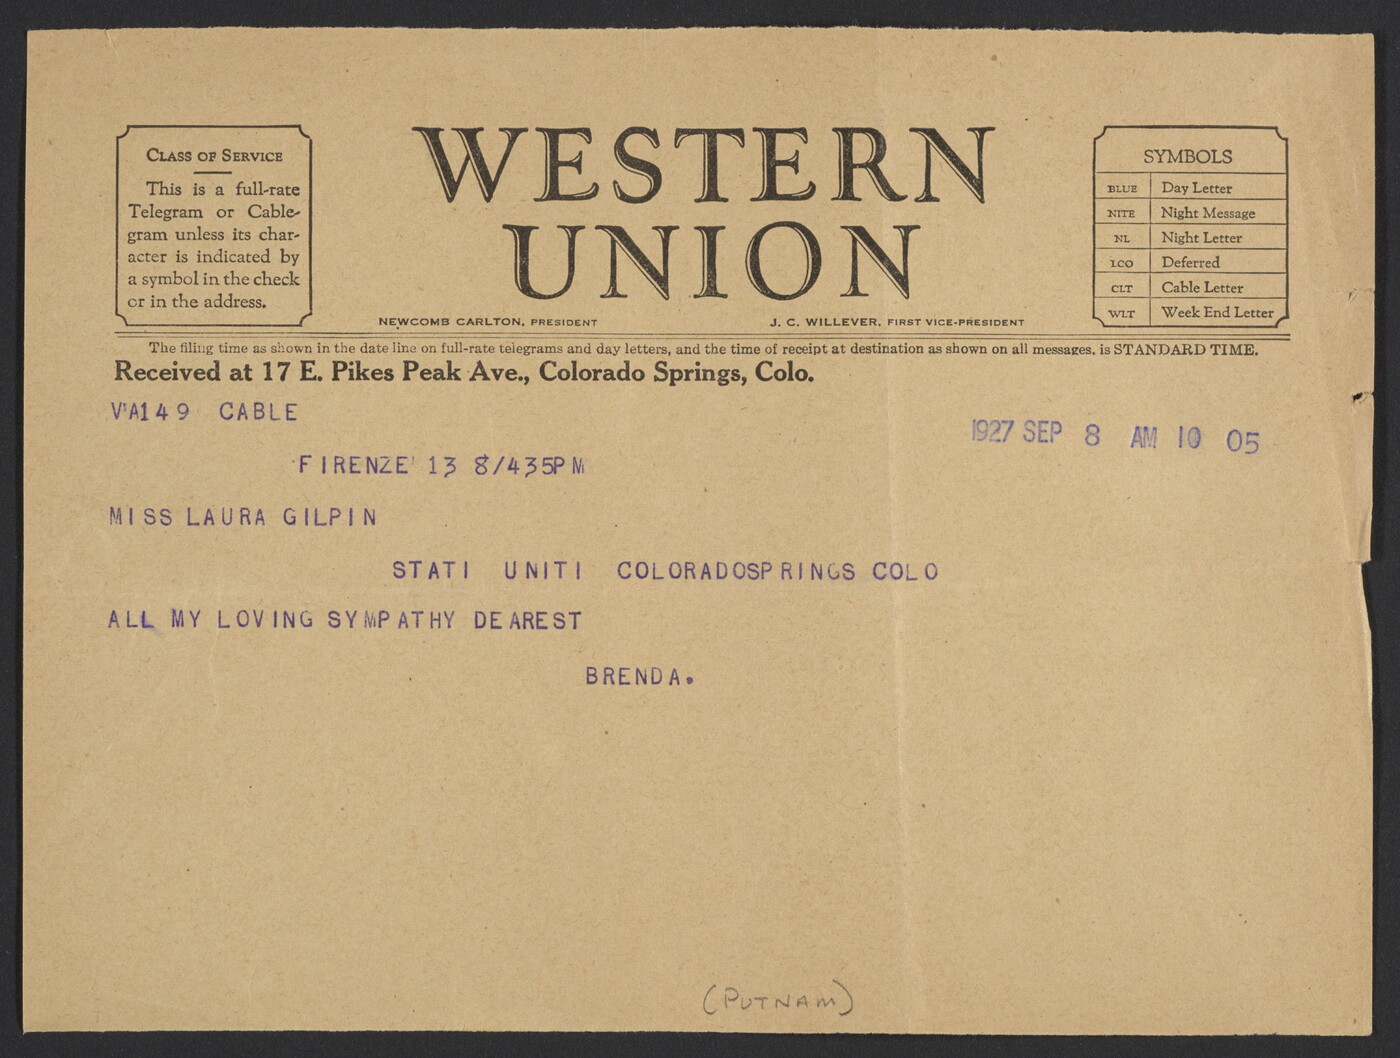 CLASS OF SERVICE
This is a full-rate
Telegram or Cable-
gram unless its char-
acter is indicated by
a symbol in the check
or in the address.
WESTERN
UNION
NEWCOMB CARLTON, PRESIDENT
J. C. WILLEVER, FIRST VICE-PRESIDENT
SYMBOLS
BLUE Day Letter
NITE Night Message
NL Night Letter
LCO Deferred
CLT Cable Letter
WLT Week End Letter
The filing time as shown in the date line on full-rate telegrams and day letters, and the time of receipt at destination as shown on all messages, is STANDARD TIME.
Received at 17 E. Pikes Peak Ave., Colorado Springs, Colo.
VA149 CABLE
1927 SEP 8 AM 10 05
FIRENZE 13 8/435PM
MISS LAURA GILPIN
STATI UNITI COLORADOSPRINGS COLO
ALL MY LOVING SYMPATHY DEAREST
BRENDA.
(PUTNAM)